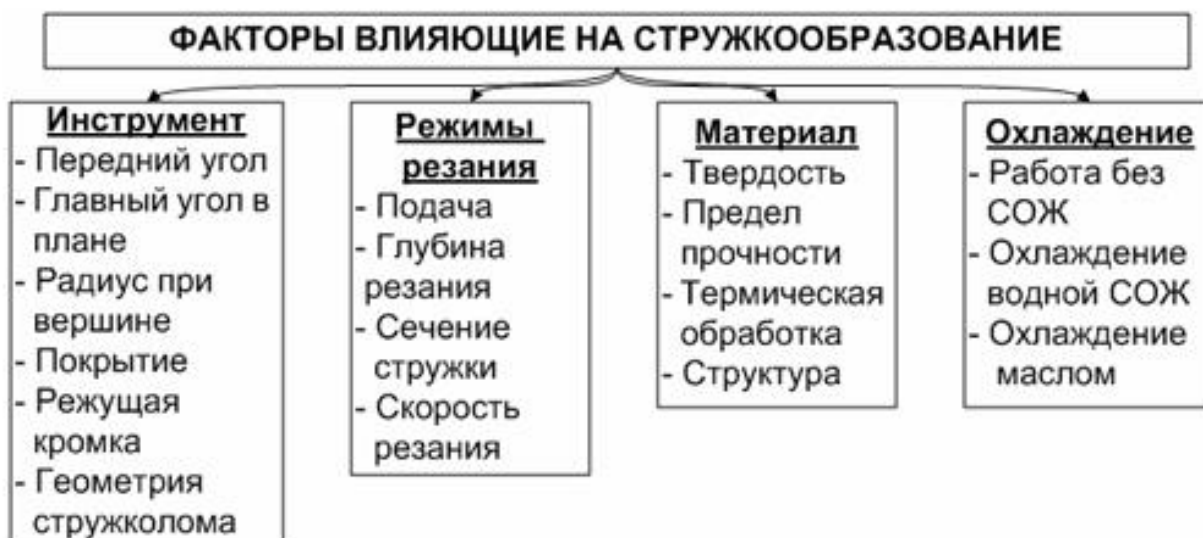 ФАКТОРЫ ВЛИЯЮЩИЕ НА СТРУЖКООБРАЗОВАНИЕ
Инструмент
- Передний угол
- Главный угол в
плане
- Радиус при
вершине
- Покрытие
- Режущая
кромка
- Геометрия
стружколома
Режимы
резания
- Подача
- Глубина
резания
- Сечение
стружки
- Скорость
резания
Материал
- Твердость
- Предел
прочности
- Термическая
обработка
- Структура
Охлаждение
- Работа без
СОЖ
- Охлаждение
водной СОЖ
- Охлаждение
маслом